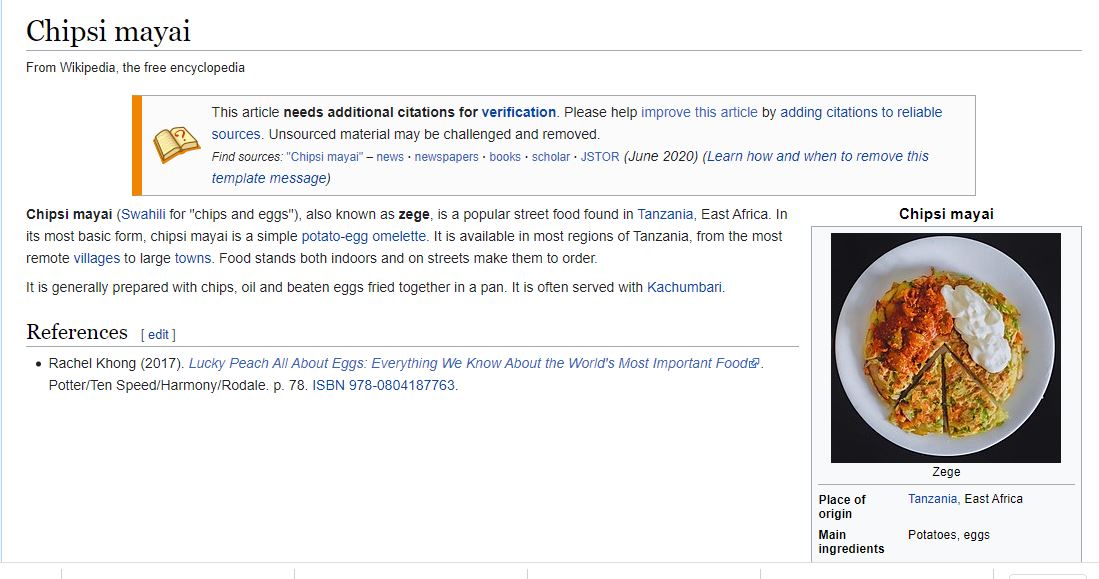 Chipsi mayai
From Wikipedia, the free encyclopedia
This article needs additional citations for verification. Please help improve this article by adding citations to reliable
sources. Unsourced material may be challenged and removed.
Find sources: "Chipsi mayai" – news · newspapers · books · scholar · JSTOR (June 2020) (Learn how and when to remove this
template message)
Chipsi mayai (Swahili for "chips and eggs"), also known as zege, is a popular street food found in Tanzania, East Africa. In
its most basic form, chipsi mayai is a simple potato-egg omelette. It is available in most regions of Tanzania, from the most
remote villages to large towns. Food stands both indoors and on streets make them to order.
It is generally prepared with chips, oil and beaten eggs fried together in a pan. It is often served with Kachumbari.
References [ edit ]
• Rachel Khong (2017). Lucky Peach All About Eggs: Everything We Know About the World's Most Important Food.
Potter/Ten Speed/Harmony/Rodale. p. 78. ISBN 978-0804187763.
Chipsi mayai
Zege
Place of
origin
Tanzania, East Africa
Main
ingredients
Potatoes, eggs